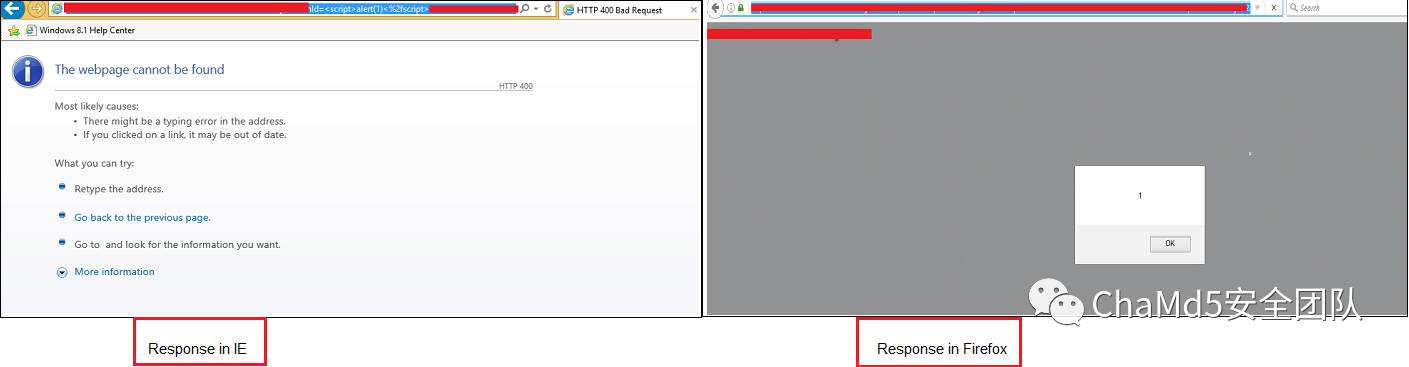 Id=<script>alert(1)<%2fscript>
HTTP 400 Bad Request
Windows 8.1 Help Center
The webpage cannot be found
HTTP 400
Most likely causes:
• There might be a typing error in the address.
• If you clicked on a link, it may be out of date.
What you can try:
Retype the address.
Go back to the previous page.
Go to and look for the information you want.
More information
Response in IE
Search
1
OK
ChaMd5安全团队
Response in Firefox